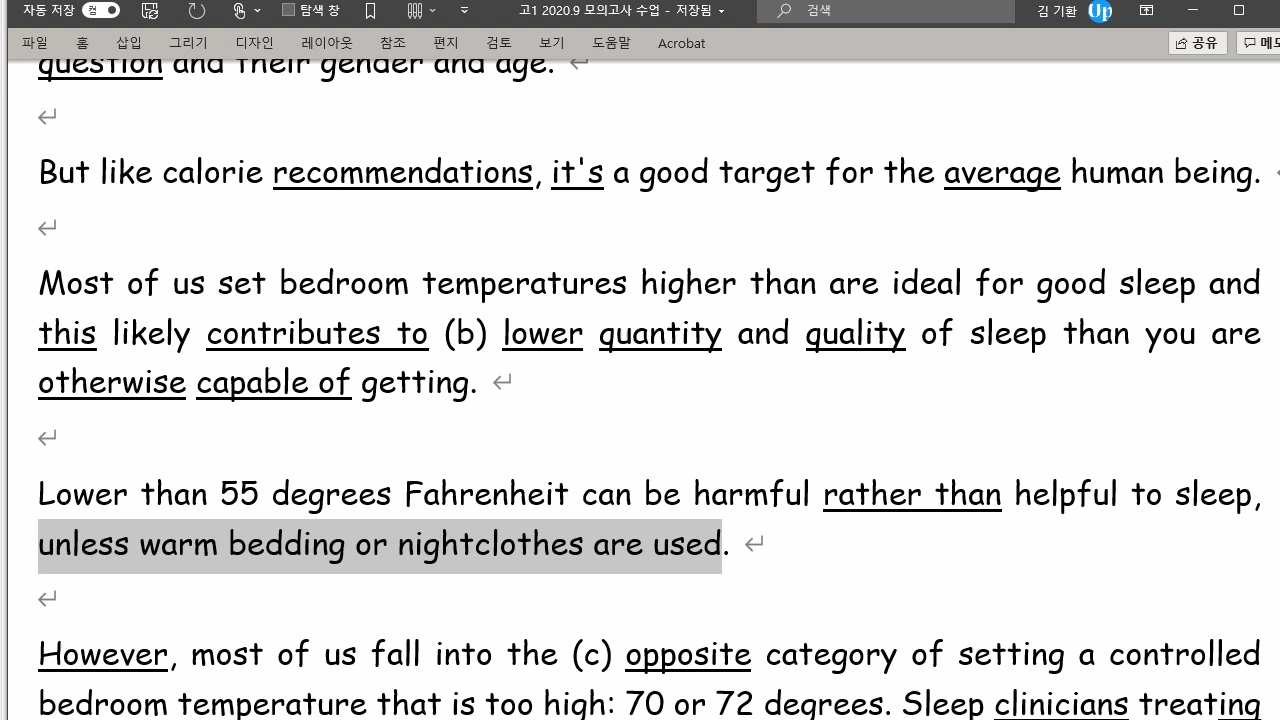 자동 저장 컴 탐색 창 고1 2020.9 모의고사 수업 - 저장됨 검색 김 기환 Up
파일 홈 삽입 그리기 디자인 레이아웃 참조 편지 검토 보기 도움말 Acrobat 공유 메모
question and their gender and age.
But like calorie recommendations, it's a good target for the average human being.
Most of us set bedroom temperatures higher than are ideal for good sleep and
this likely contributes to (b) lower quantity and quality of sleep than you are
otherwise capable of getting.
Lower than 55 degrees Fahrenheit can be harmful rather than helpful to sleep,
unless warm bedding or nightclothes are used.
However, most of us fall into the (c) opposite category of setting a controlled
bedroom temperature that is too high: 70 or 72 degrees. Sleep clinicians treating